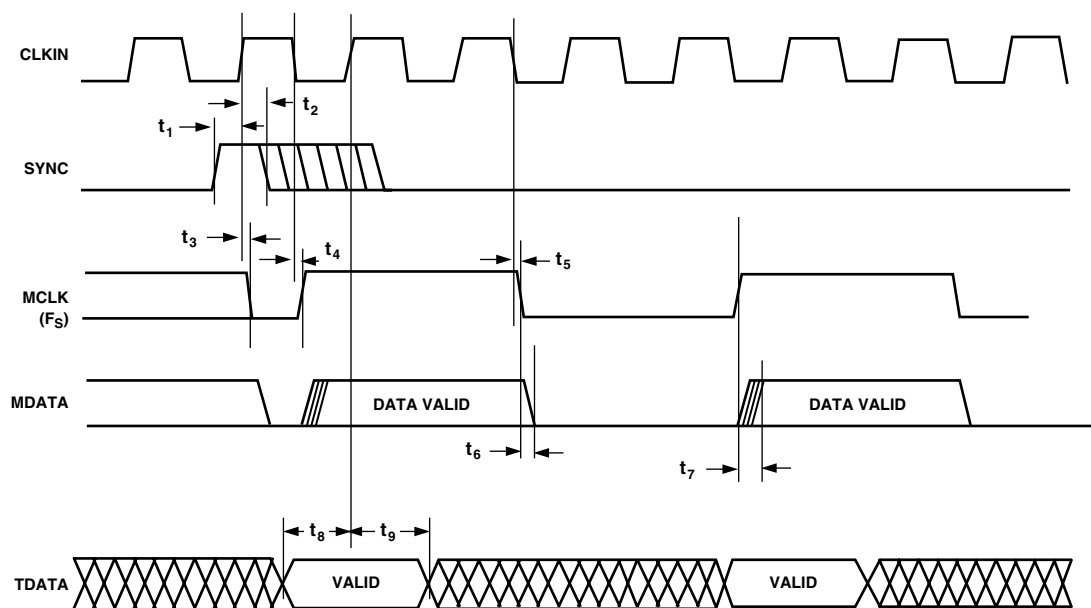 CLKIN
t2
t1
SYNC
t3
t4
t5
MCLK
(FS)
MDATA
DATA VALID
DATA VALID
t6
t7
t8
t9
TDATA
VALID
VALID